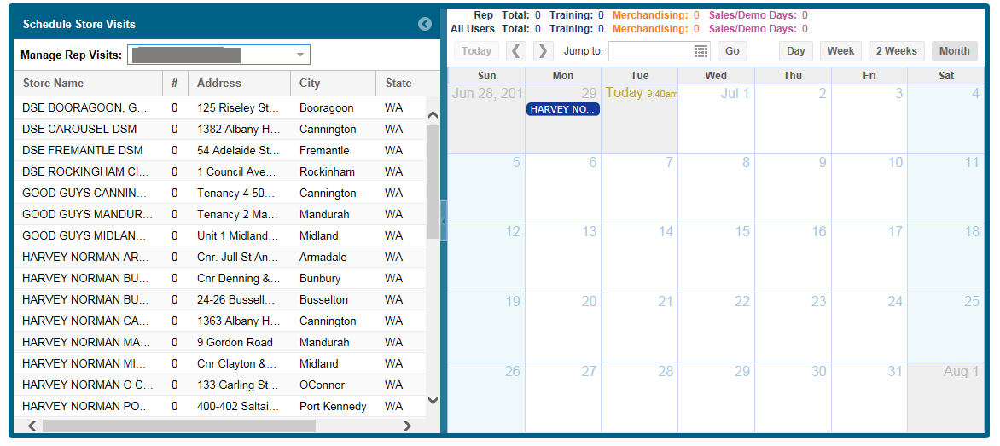 Schedule Store Visits
Manage Rep Visits:
Store Name # Address City State
DSE BOORAGOON, G... 0 125 Riseley St... Booragoon WA
DSE CAROUSEL DSM 0 1382 Albany H... Cannington WA
DSE FREMANTLE DSM 0 54 Adelaide St... Fremantle WA
DSE ROCKINGHAM CI... 0 1 Council Ave... Rockinham WA
GOOD GUYS CANNIN... 0 Tenancy 4 50... Cannington WA
GOOD GUYS MANDUR... 0 Tenancy 2 Ma... Mandurah WA
GOOD GUYS MIDLAN... 0 Unit 1 Midland... Midland WA
HARVEY NORMAN AR... 0 Cnr. Jull St An... Armadale WA
HARVEY NORMAN BU... 0 Cnr Denning &... Bunbury WA
HARVEY NORMAN BU... 0 24-26 Bussell... Busselton WA
HARVEY NORMAN CA... 0 1363 Albany H... Cannington WA
HARVEY NORMAN MA... 0 9 Gordon Road Mandurah WA
HARVEY NORMAN MI... 0 Cnr Clayton &... Midland WA
HARVEY NORMAN O C... 0 133 Garling St... OConnor WA
HARVEY NORMAN PO... 0 400-402 Saltai... Port Kennedy WA
Rep Total: 0 Training: 0 Merchandising: 0 Sales/Demo Days: 0
All Users Total: 0 Training: 0 Merchandising: 0 Sales/Demo Days: 0
Today Jump to: Go Day Week 2 Weeks Month
Sun Mon Tue Wed Thu Fri Sat
Jun 28, 201 29 Today 9:40am Jul 1 2 3 4
HARVEY NO...
5 6 7 8 9 10 11
12 13 14 15 16 17 18
19 20 21 22 23 24 25
26 27 28 29 30 31 Aug 1